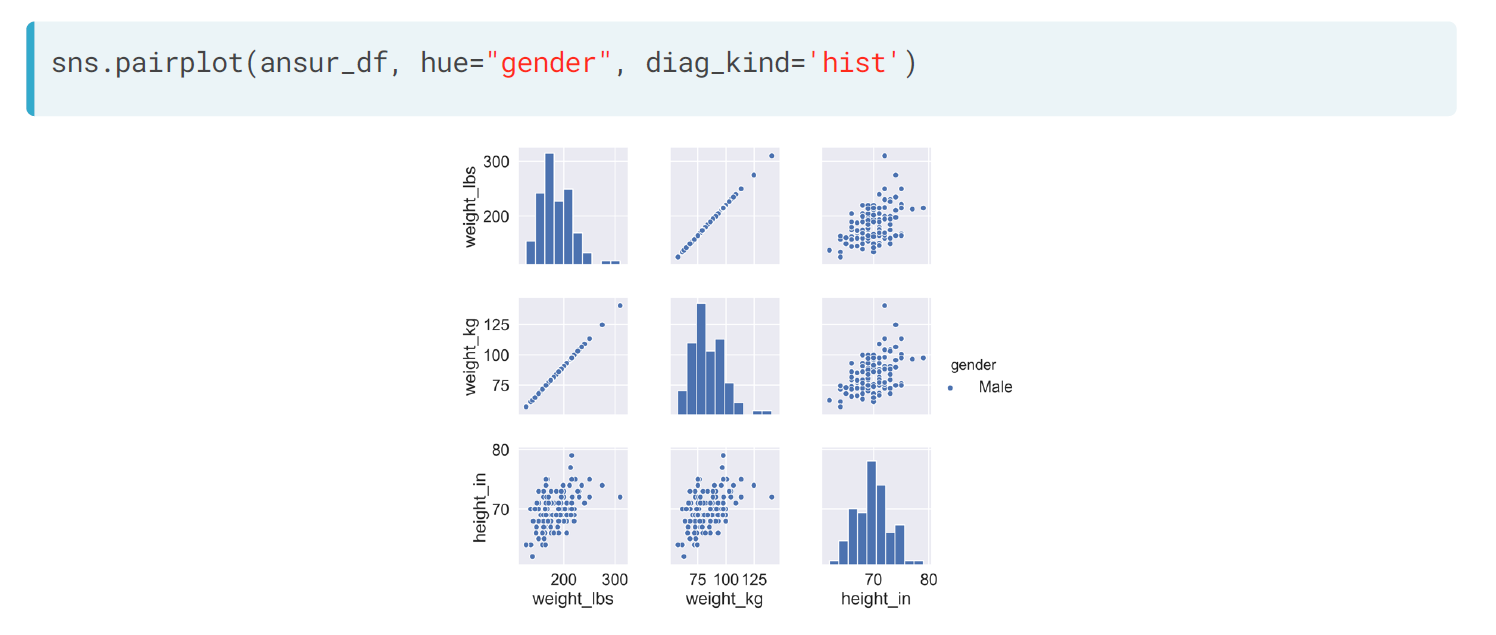 sns.pairplot(ansur_df, hue="gender", diag_kind='hist')
300
200
weight_lbs
125
100
75
weight_kg
gender
Male
80
70
height_in
200 300
75 100 125
70 80
weight_lbs
weight_kg
height_in